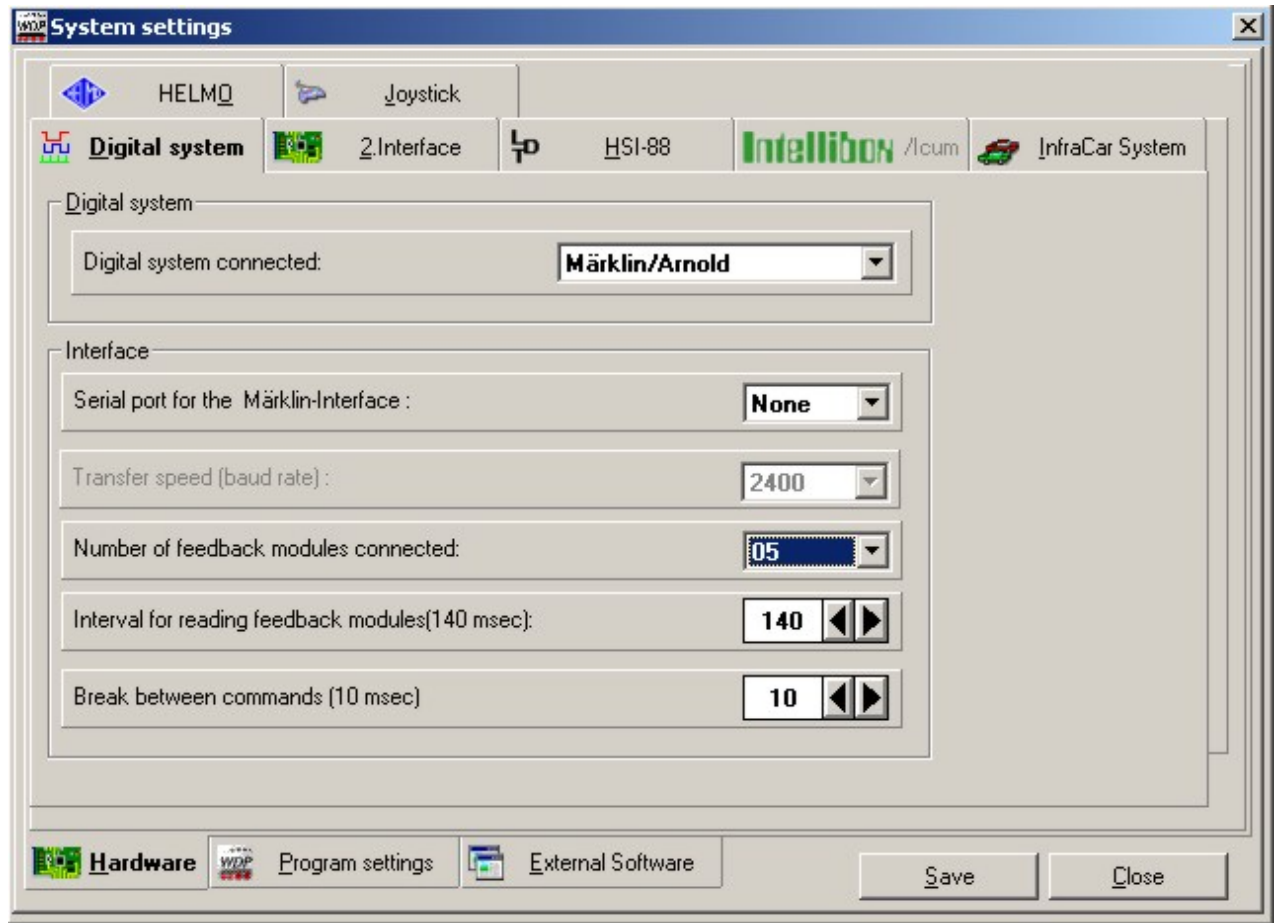 WDP System settings
HELMO Joystick
Digital system 2.Interface LDT HSI-88 Intellibox /Icum InfraCar System
Digital system
Digital system connected: Märklin/Arnold
Interface
Serial port for the Märklin-Interface : None
Transfer speed (baud rate) : 2400
Number of feedback modules connected: 05
Interval for reading feedback modules(140 msec): 140
Break between commands (10 msec) 10
Hardware WDP Program settings External Software Save Close